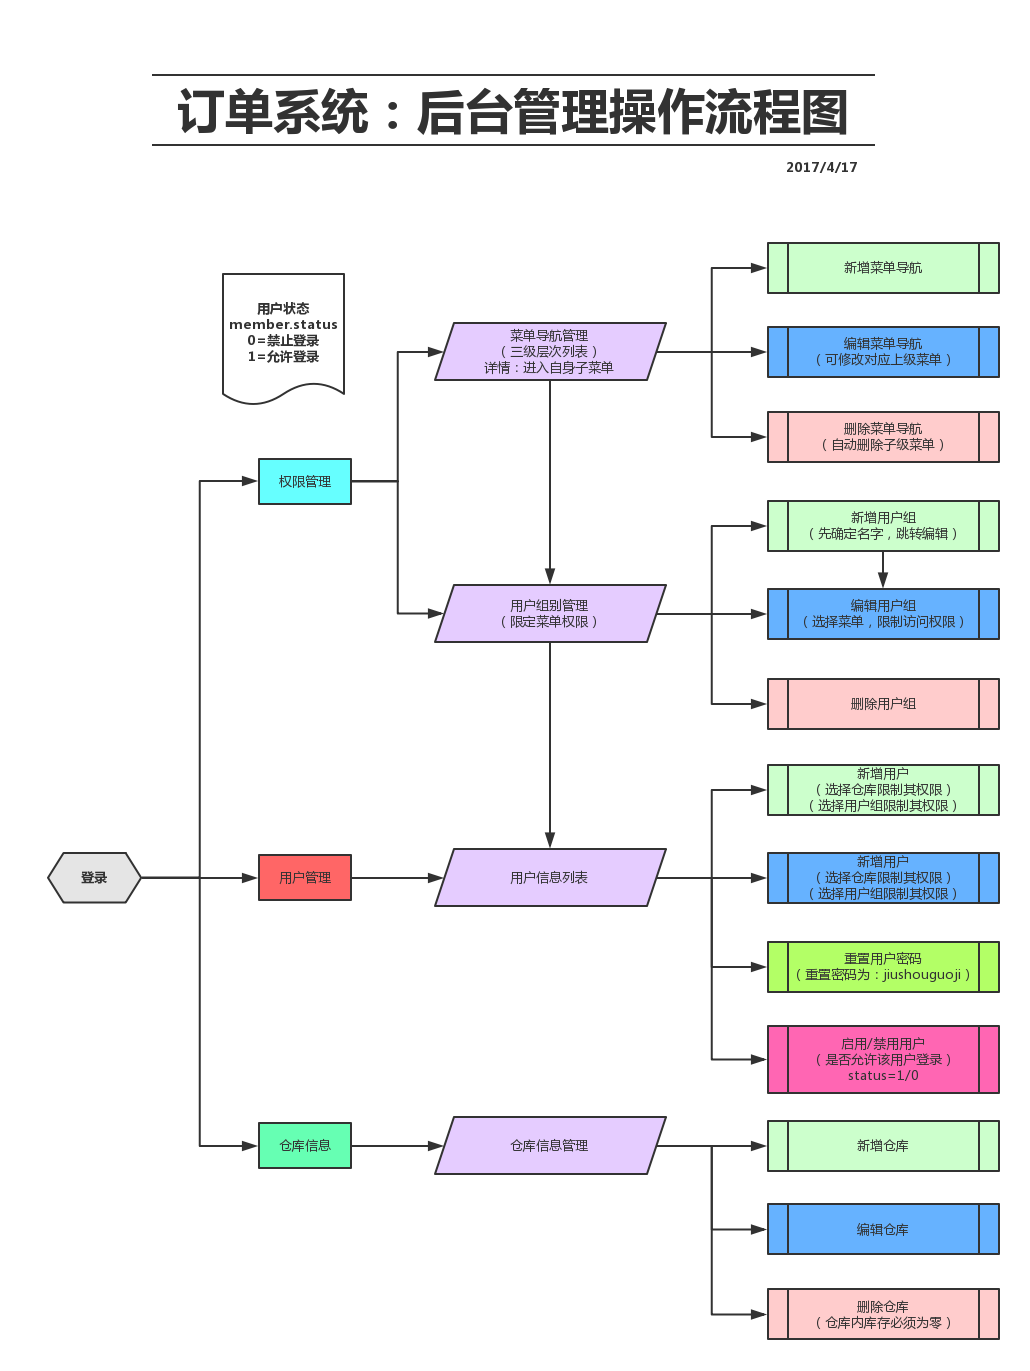 订单系统：后台管理操作流程图
2017/4/17
用户状态
member.status
0=禁止登录
1=允许登录
菜单导航管理
（三级层次列表）
详情：进入自身子菜单
新增菜单导航
编辑菜单导航
（可修改对应上级菜单）
删除菜单导航
（自动删除子级菜单）
权限管理
新增用户组
（先确定名字，跳转编辑）
用户组别管理
（限定菜单权限）
编辑用户组
（选择菜单，限制访问权限）
删除用户组
新增用户
（选择仓库限制其权限）
（选择用户组限制其权限）
登录
用户管理
用户信息列表
新增用户
（选择仓库限制其权限）
（选择用户组限制其权限）
重置用户密码
（重置密码为：jiushouguoji）
启用/禁用用户
（是否允许该用户登录）
status=1/0
仓库信息
仓库信息管理
新增仓库
编辑仓库
删除仓库
（仓库内库存必须为零）